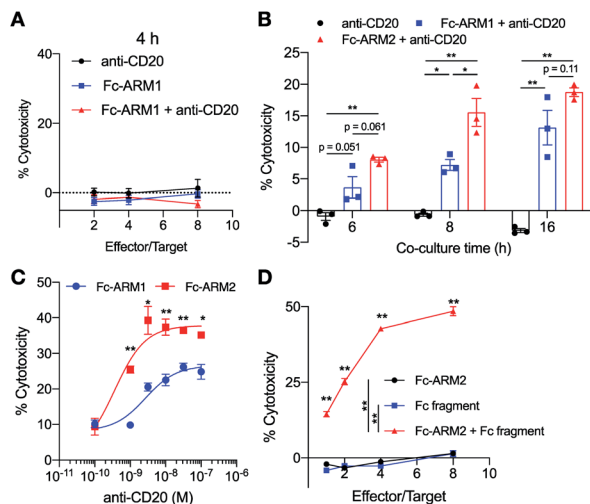 A
4 h
anti-CD20
Fc-ARM1
Fc-ARM1 + anti-CD20
% Cytotoxicity
40
20
0
0 2 4 6 8 10
Effector/Target
B
anti-CD20
Fc-ARM1 + anti-CD20
Fc-ARM2 + anti-CD20
% Cytotoxicity
25
20
15
10
5
0
-5
**
p = 0.061
p = 0.051
**
* *
**
p = 0.11
**
6 8 16
Co-culture time (h)
C
Fc-ARM1 Fc-ARM2
% Cytotoxicity
50
40
30
20
10
0
* ** ** ** *
10⁻¹¹ 10⁻¹⁰ 10⁻⁹ 10⁻⁸ 10⁻⁷ 10⁻⁶
anti-CD20 (M)
D
% Cytotoxicity
50
25
0
** ** ** **
**
**
Fc-ARM2
Fc fragment
Fc-ARM2 + Fc fragment
2 4 6 8 10
Effector/Target